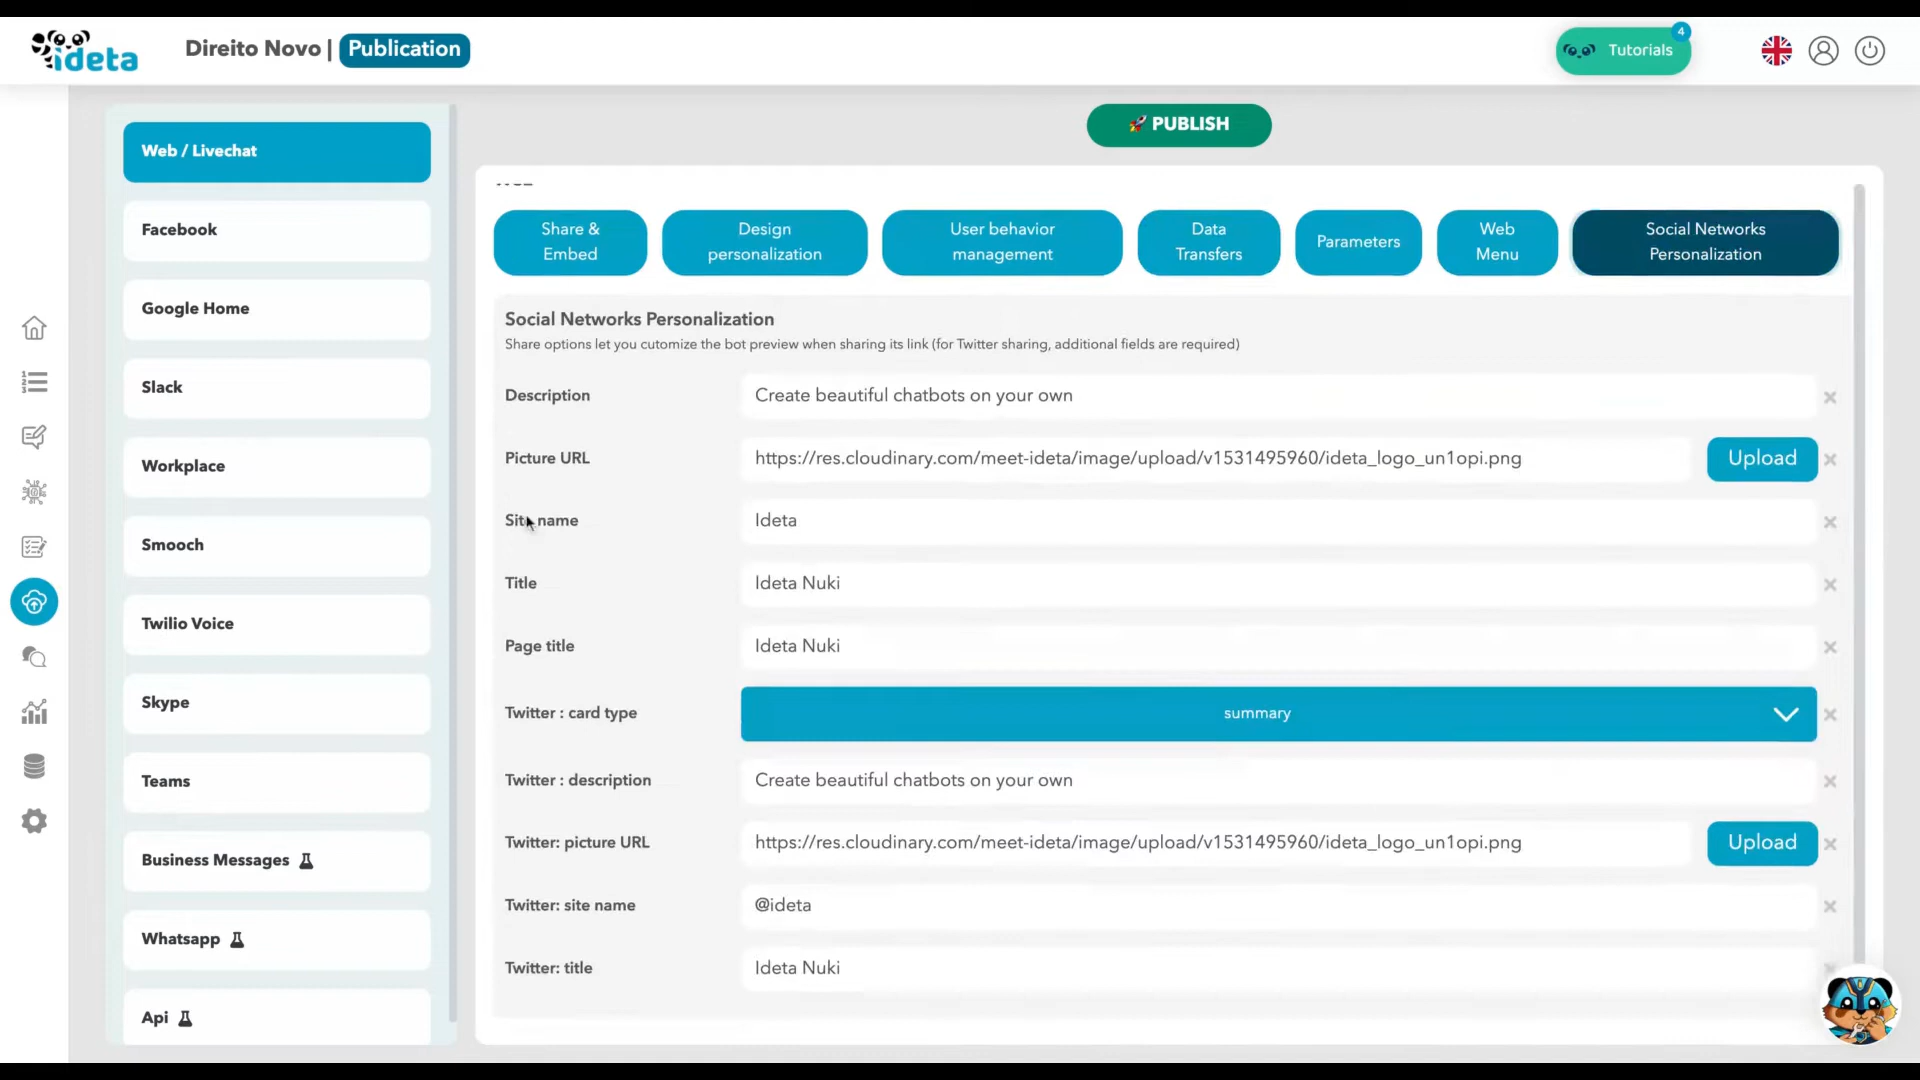 ideta
Direito Novo | Publication
Tutorials
4
PUBLISH
Web / Livechat
Facebook
Google Home
Slack
Workplace
Smooch
Twilio Voice
Skype
Teams
Business Messages
Whatsapp
Api
Share & Embed
Design personalization
User behavior management
Data Transfers
Parameters
Web Menu
Social Networks Personalization
Social Networks Personalization
Share options let you cutomize the bot preview when sharing its link (for Twitter sharing, additional fields are required)
Description Create beautiful chatbots on your own
Picture URL https://res.cloudinary.com/meet-ideta/image/upload/v1531495960/ideta_logo_un1opi.png Upload
Site name Ideta
Title Ideta Nuki
Page title Ideta Nuki
Twitter : card type summary
Twitter : description Create beautiful chatbots on your own
Twitter: picture URL https://res.cloudinary.com/meet-ideta/image/upload/v1531495960/ideta_logo_un1opi.png Upload
Twitter: site name @ideta
Twitter: title Ideta Nuki